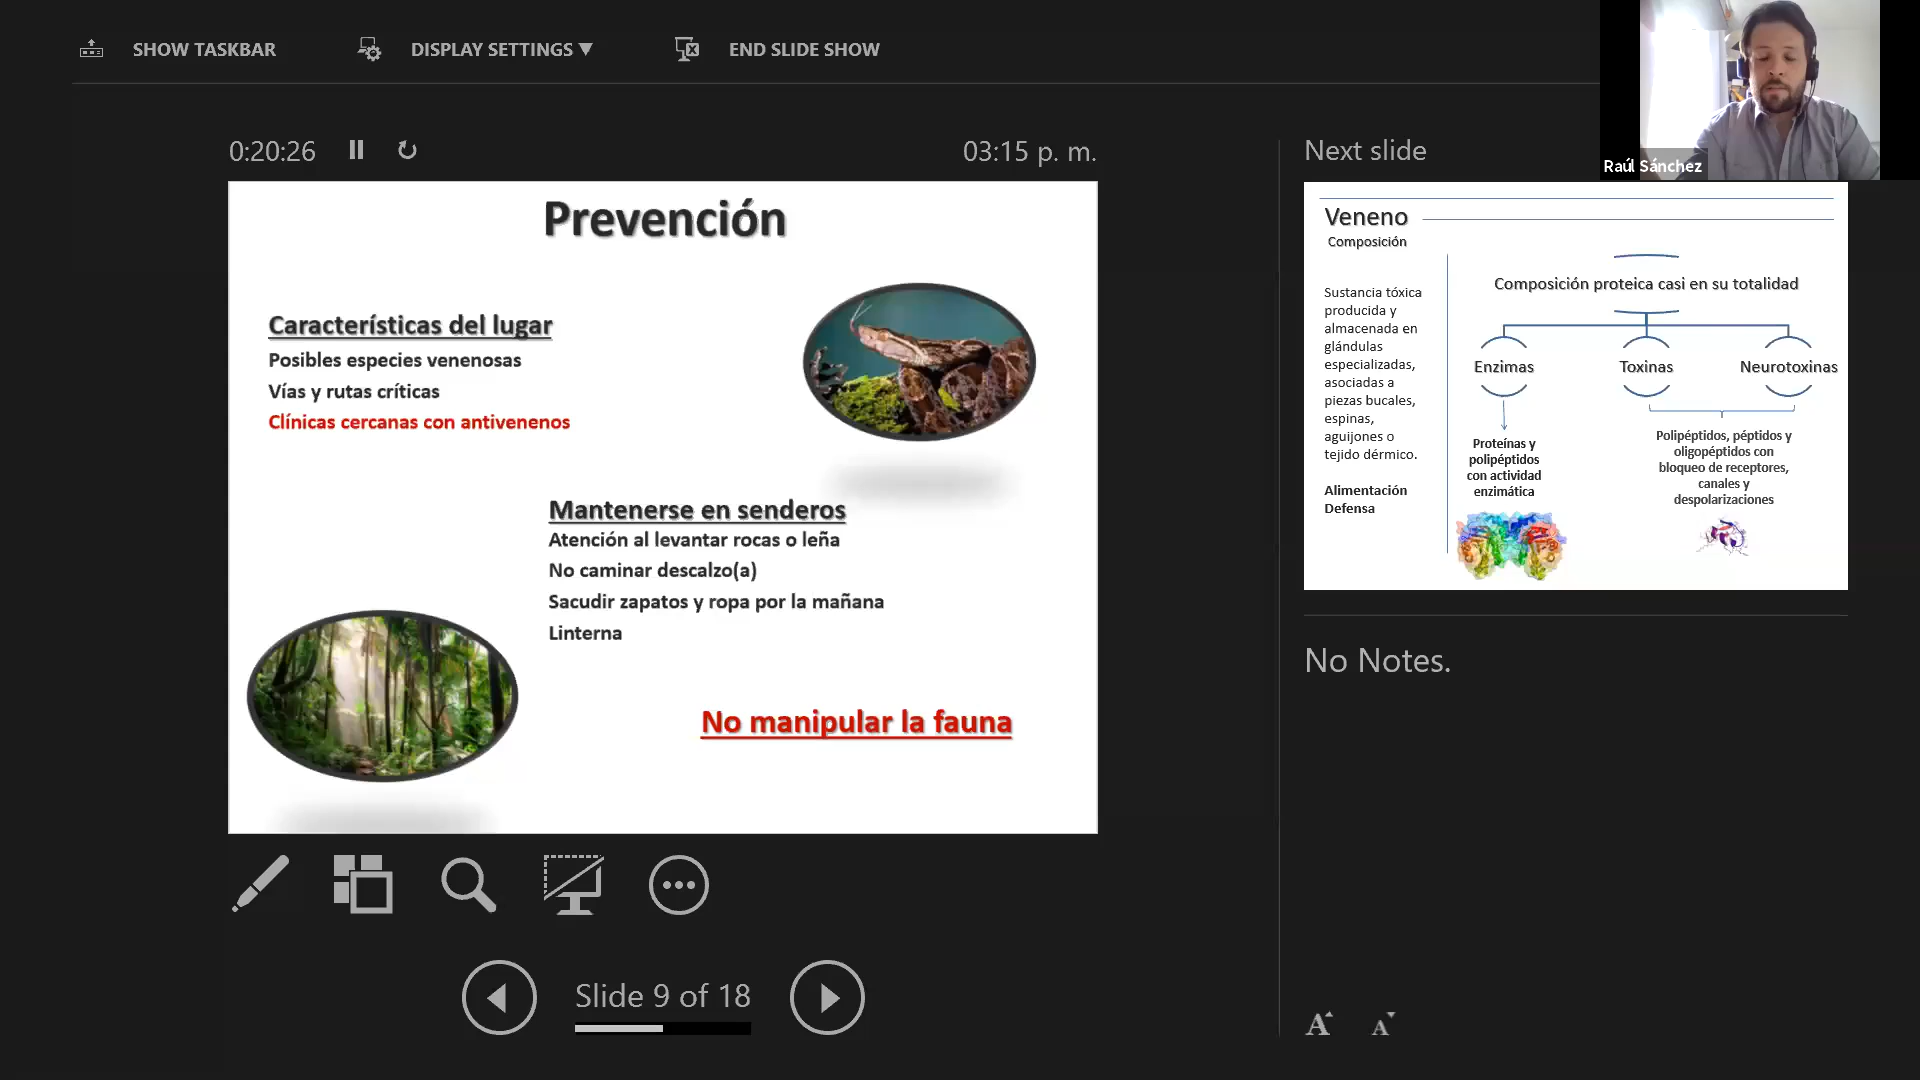 SHOW TASKBAR
DISPLAY SETTINGS ▼
END SLIDE SHOW
Raúl Sánchez
0:20:26
03:15 p. m.
Prevención
Características del lugar
Posibles especies venenosas
Vías y rutas críticas
Clínicas cercanas con antivenenos
Mantenerse en senderos
Atención al levantar rocas o leña
No caminar descalzo(a)
Sacudir zapatos y ropa por la mañana
Linterna
No manipular la fauna
Slide 9 of 18
Next slide
Veneno
Composición
Sustancia tóxica
producida y
almacenada en
glándulas
especializadas,
asociadas a
piezas bucales,
espinas,
aguijones o
tejido dérmico.
Alimentación
Defensa
Composición proteica casi en su totalidad
Enzimas
Toxinas
Neurotoxinas
Proteínas y
polipéptidos
con actividad
enzimática
Polipéptidos, péptidos y
oligopéptidos con
bloqueo de receptores,
canales y
despolarizaciones
No Notes.
A
A